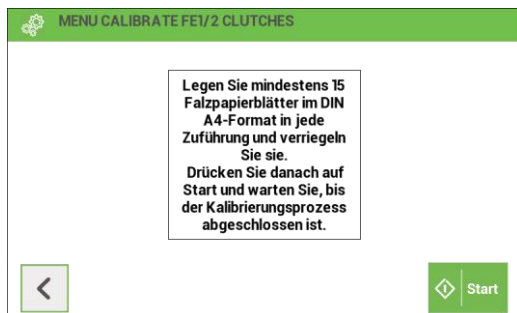 MENU CALIBRATE FE1/2 CLUTCHES
Legen Sie mindestens 15
Falzpapierblätter im DIN
A4-Format in jede
Zuführung und verriegeln
Sie sie.
Drücken Sie danach auf
Start und warten Sie, bis
der Kalibrierungsprozess
abgeschlossen ist.
Start